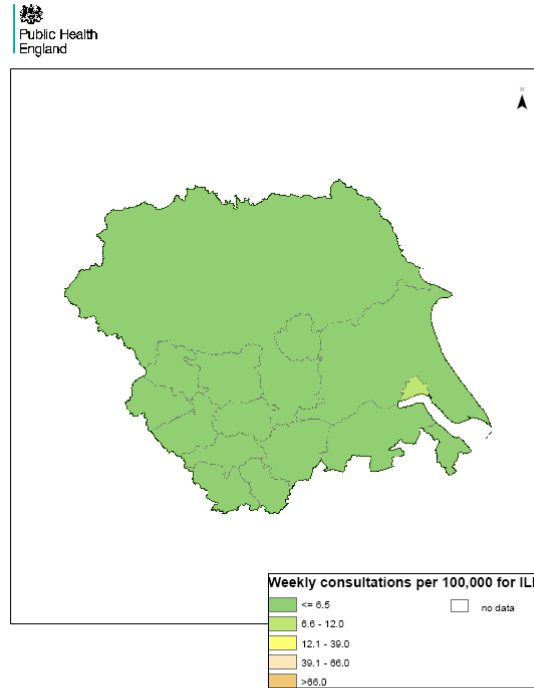 Public Health
England
N
Weekly consultations per 100,000 for ILI
<= 6.5
no data
6.6 - 12.0
12.1 - 39.0
39.1 - 66.0
>66.0